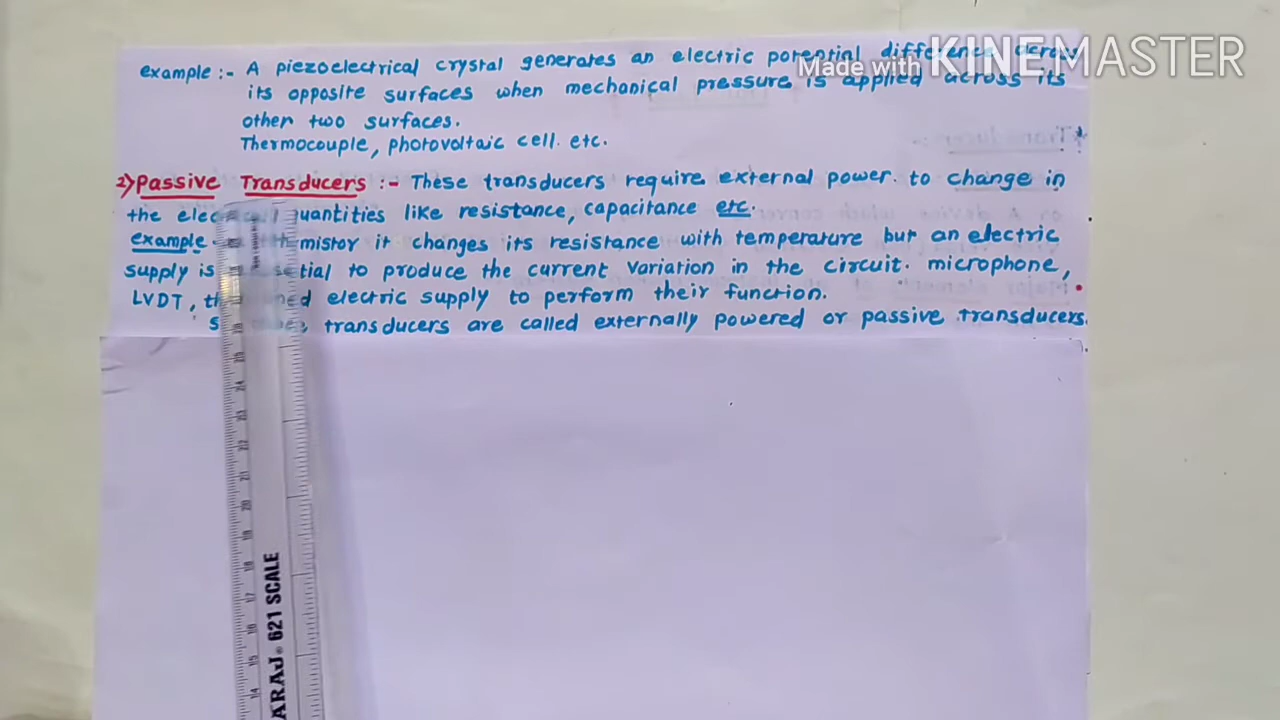 example :- A piezoelectrical crystal generates an electric potential difference across
its opposite surfaces when mechanical pressure is applied across its
other two surfaces.
Thermocouple, photovoltaic cell. etc.
2) Passive Transducers :- These transducers require external power. to change in
the quantities like resistance, capacitance etc.
example - it changes its resistance with temperature but an electric
supply is to produce the current variation in the circuit. microphone,
LVDT, electric supply to perform their function.
transducers are called externally powered or passive transducers.
Made with KINEMASTER
ARAJ® 621 SCALE